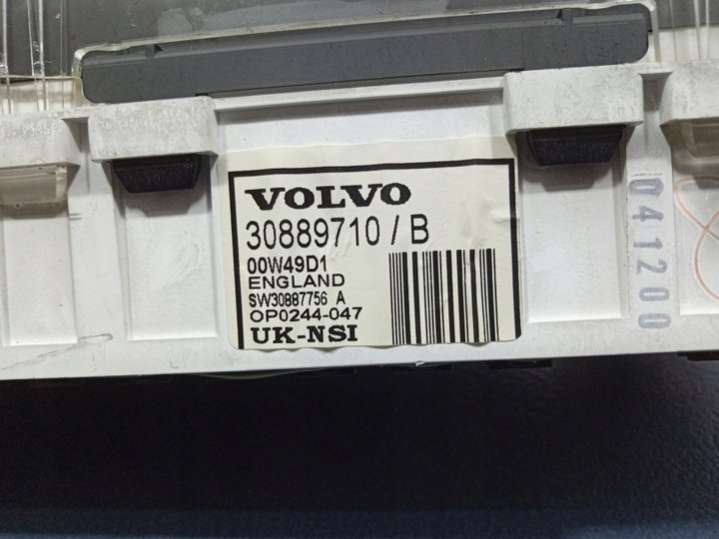 VOLVO
30889710 / B
00W49D1
ENGLAND
SW30887756 A
OP0244-047
UK-NSI
041200